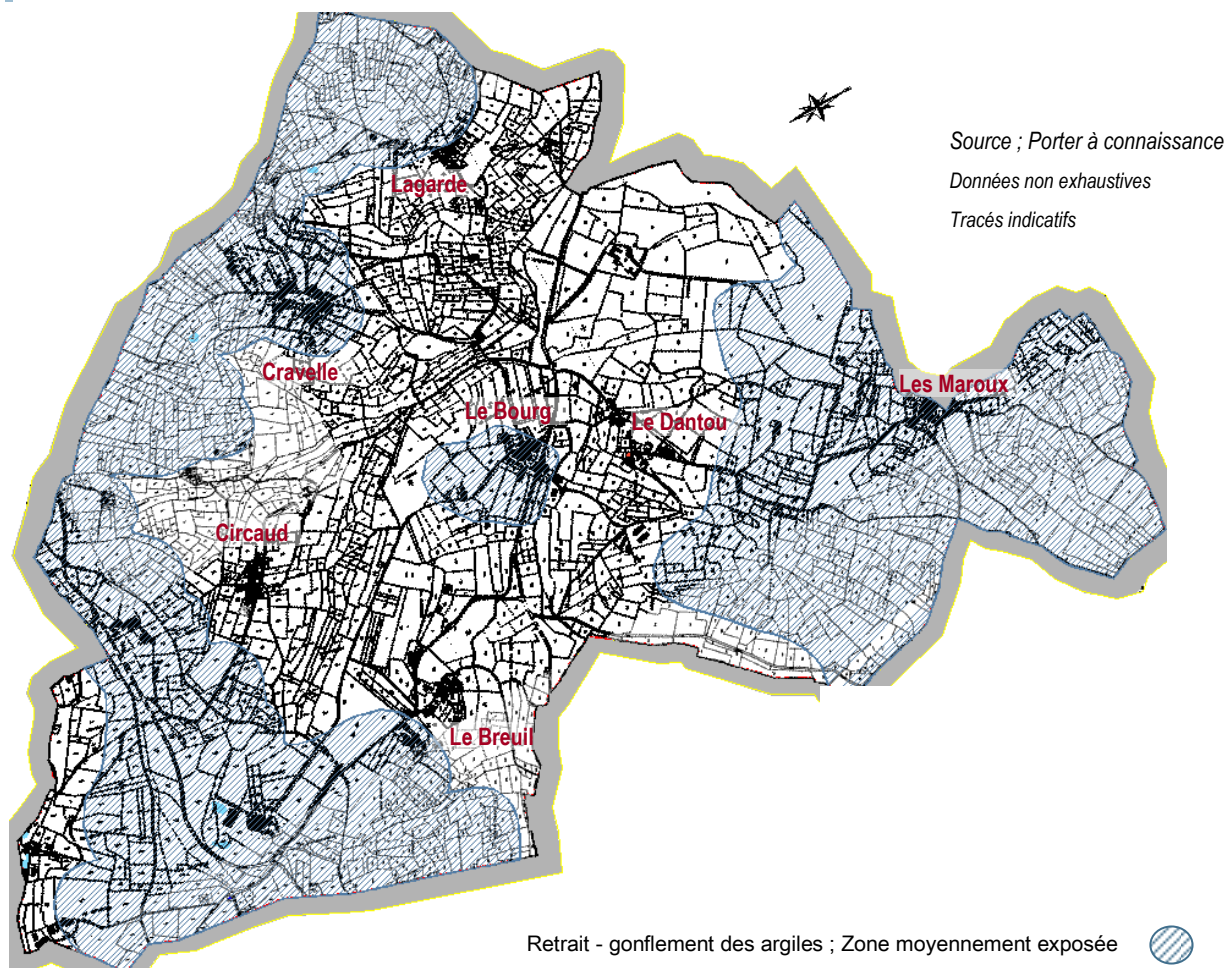 Source ; Porter à connaissance
Données non exhaustives
Tracés indicatifs
Lagarde
Cravelle
Les Maroux
Le Bourg
Le Dantou
Circaud
Le Breuil
Retrait - gonflement des argiles ; Zone moyennement exposée